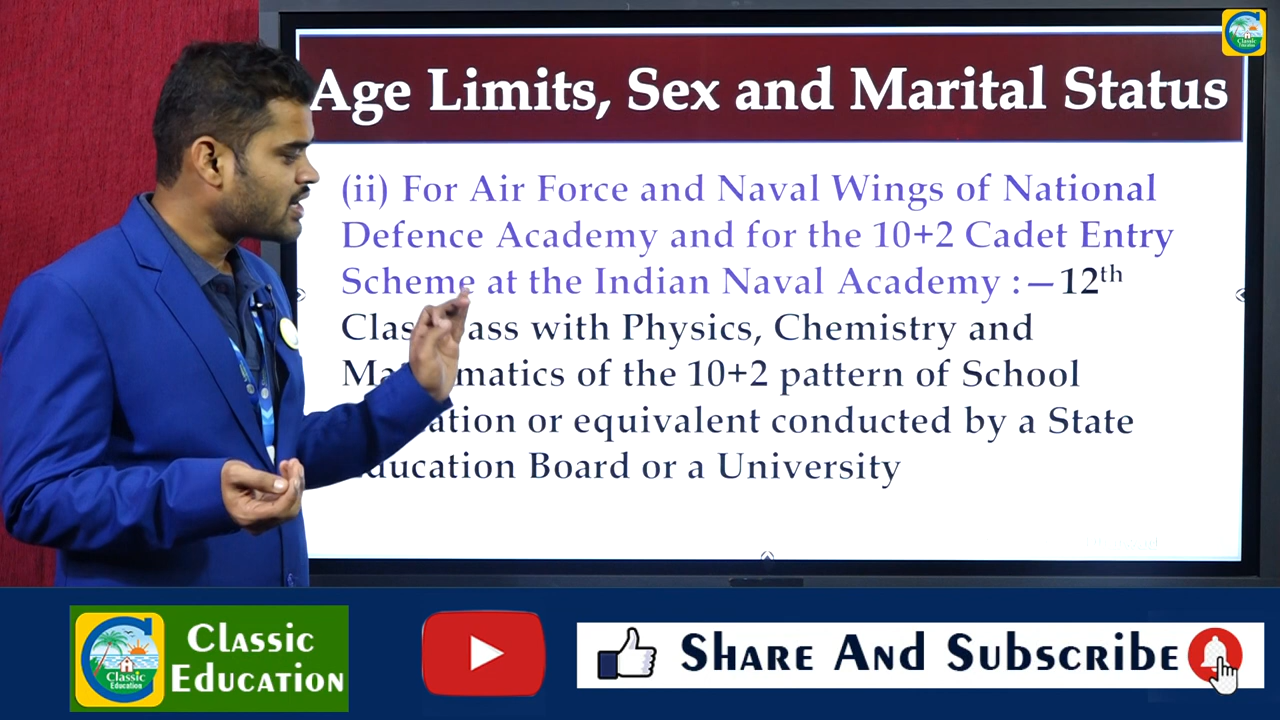 Age Limits, Sex and Marital Status
(ii) For Air Force and Naval Wings of National
Defence Academy and for the 10+2 Cadet Entry
Scheme at the Indian Naval Academy :—12th
with Physics, Chemistry and
of the 10+2 pattern of School
or equivalent conducted by a State
Board or a University
Classic
Education
Classic
Education
Classic
Education
Share And Subscribe